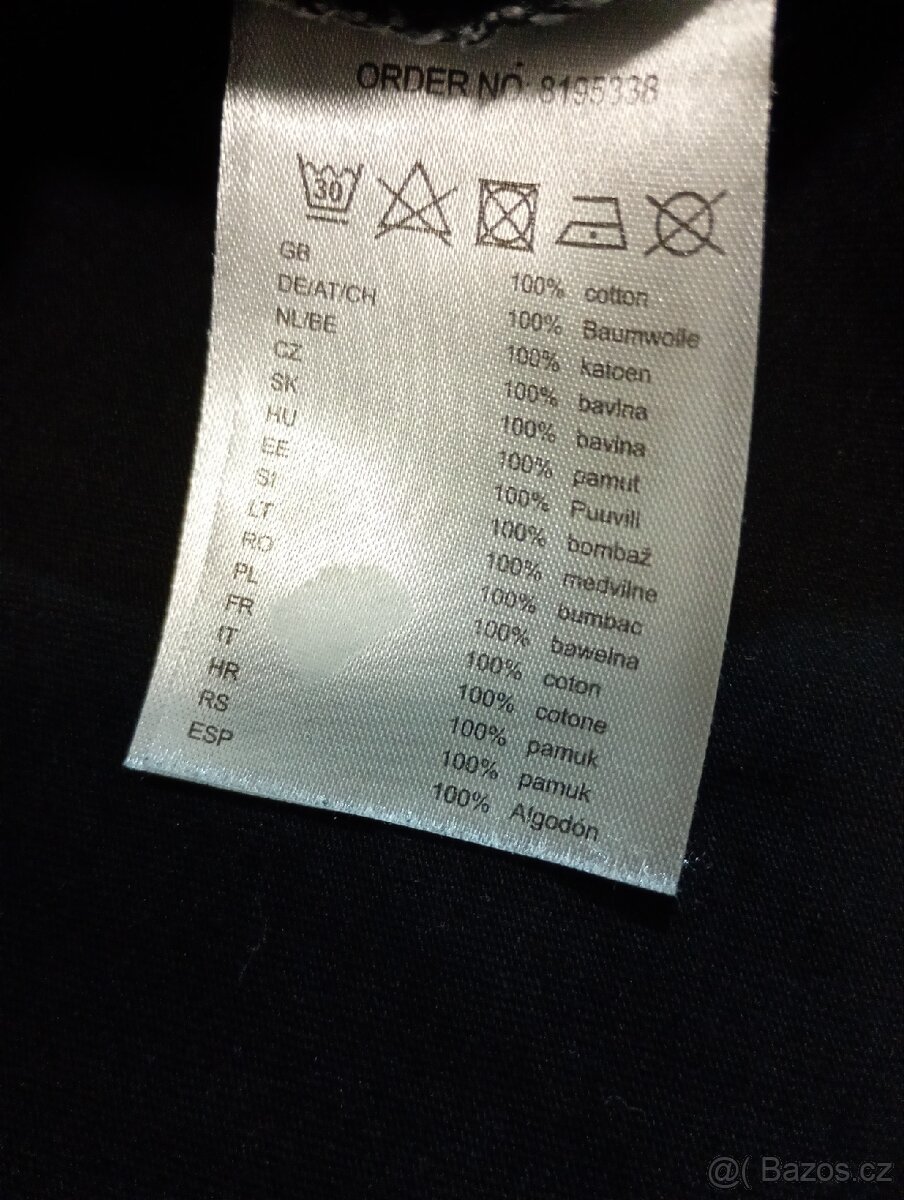 ORDER NO: 8195338
30
GB 100% cotton
DE/AT/CH 100% Baumwolle
NL/BE 100% katoen
CZ 100% bavlna
SK 100% bavlna
HU 100% pamut
EE 100% Puuvill
SI 100% bombaž
LT 100% medvilne
RO 100% bumbac
PL 100% bawelna
FR 100% coton
IT 100% cotone
HR 100% pamuk
RS 100% pamuk
ESP 100% Algodón
@( Bazos.cz